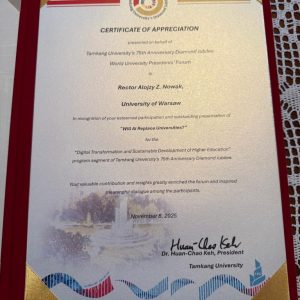 CERTIFICATE OF APPRECIATION
presented on behalf of
Tamkang University's 75th Anniversary Diamond Jubilee
World University Presidents' Forum
to
Rector Alojzy Z. Nowak,
University of Warsaw
In recognition of your esteemed participation and outstanding presentation of
"Will AI Replace Universities?"
for the
"Digital Transformation and Sustainable Development of Higher Education"
program segment of Tamkang University's 75th Anniversary Diamond Jubilee.
Your valuable contribution and insights greatly enriched the forum and inspired
meaningful dialogue among the participants.
November 8, 2025
Huan-Chao Keh
Dr. Huan-Chao Keh, President
Tamkang University